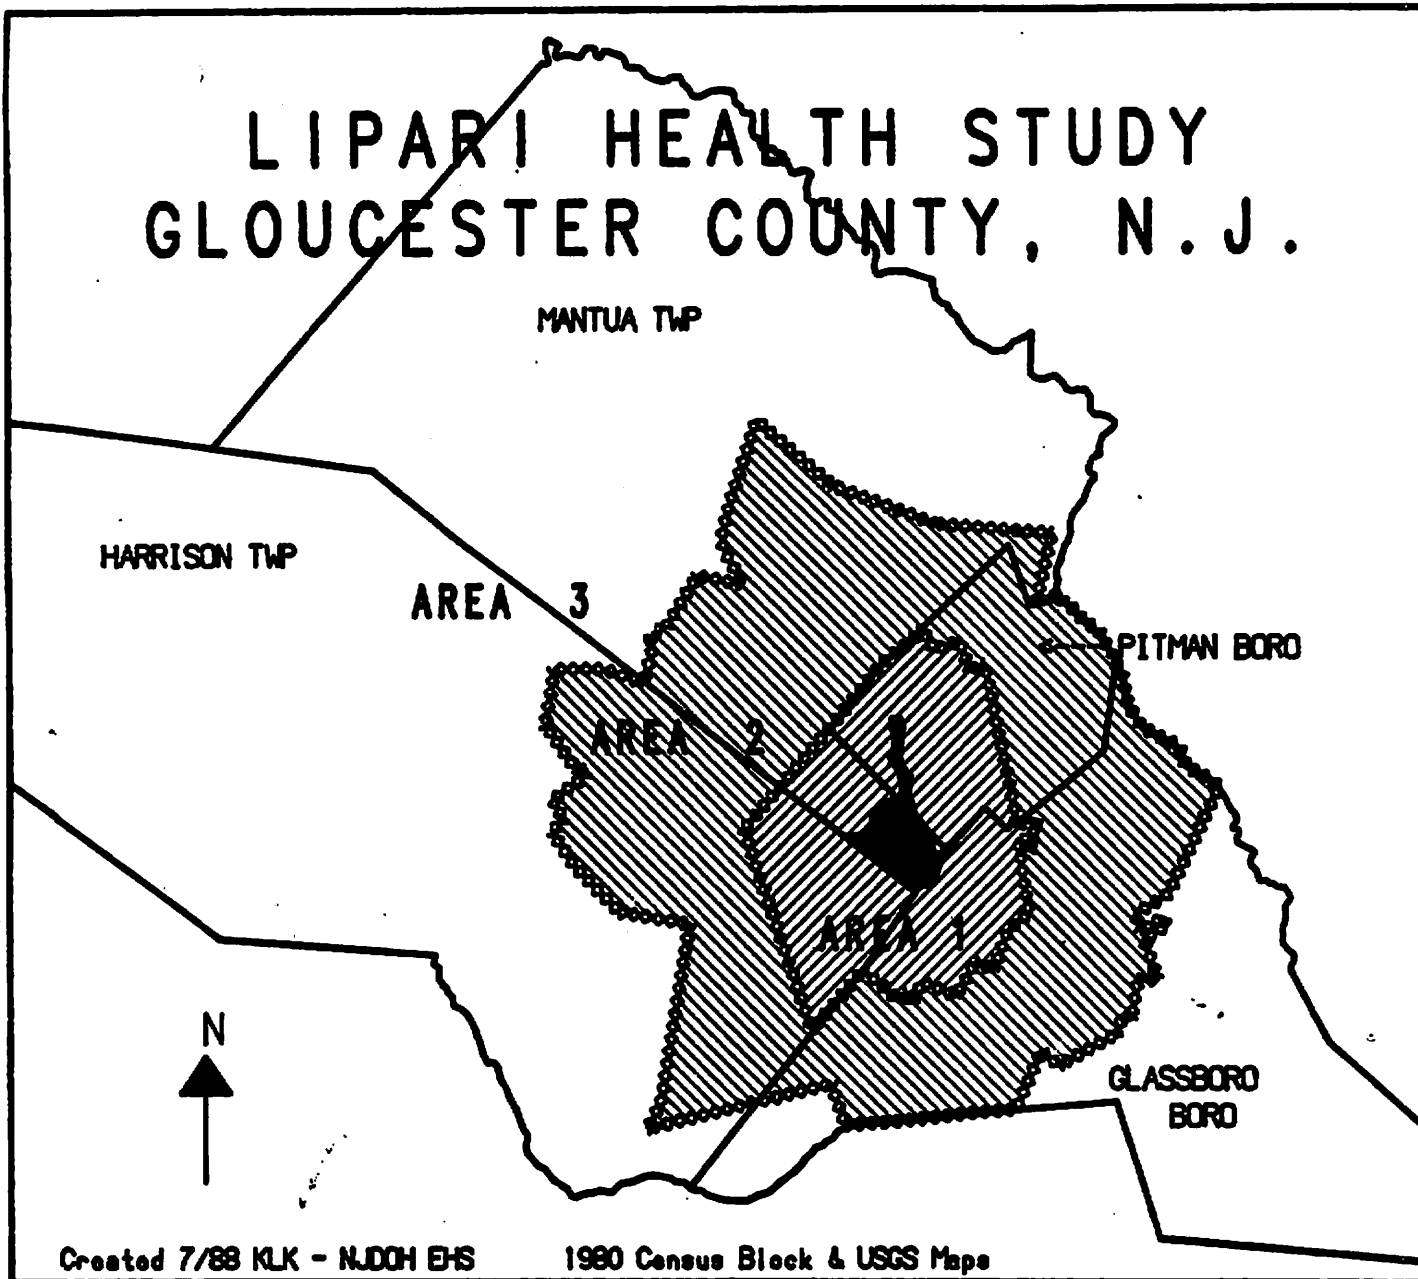 LIPARI HEALTH STUDY
GLOUCESTER COUNTY, N.J.
MANTUA TWP
HARRISON TWP
AREA 3
PITMAN BORO
AREA 2
AREA 1
N
GLASSBORO
BORO
Created 7/88 KLK - NJDOH EHS
1980 Census Block & USGS Maps